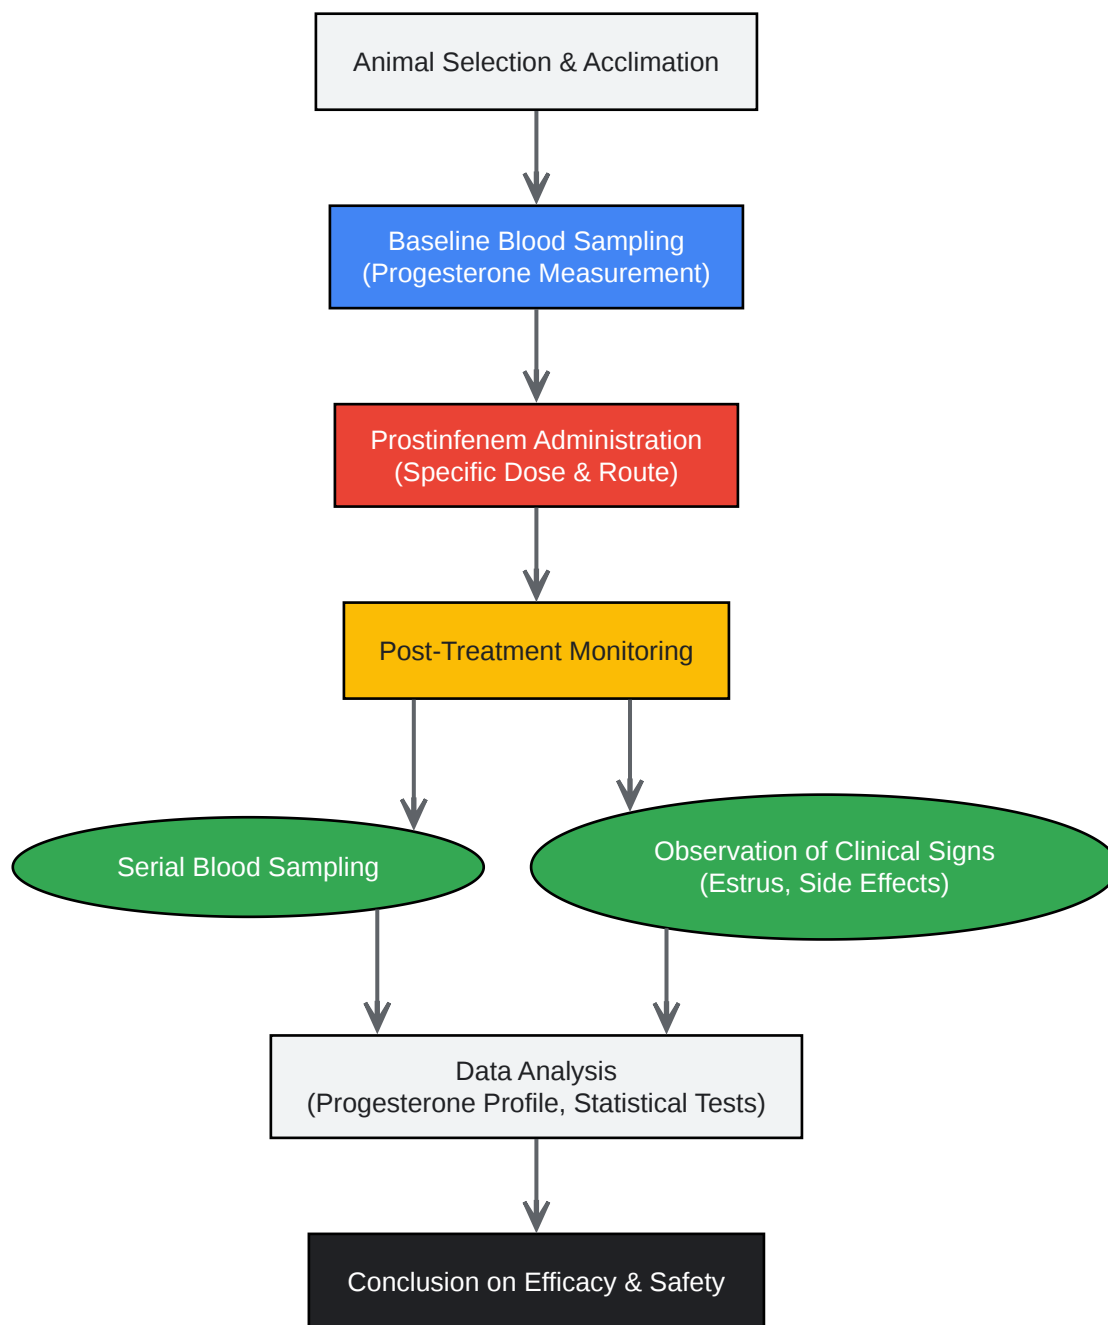 Animal Selection & Acclimation
Baseline Blood Sampling
(Progesterone Measurement)
Prostinfenem Administration
(Specific Dose & Route)
Post-Treatment Monitoring
Serial Blood Sampling
Observation of Clinical Signs
(Estrus, Side Effects)
Data Analysis
(Progesterone Profile, Statistical Tests)
Conclusion on Efficacy & Safety